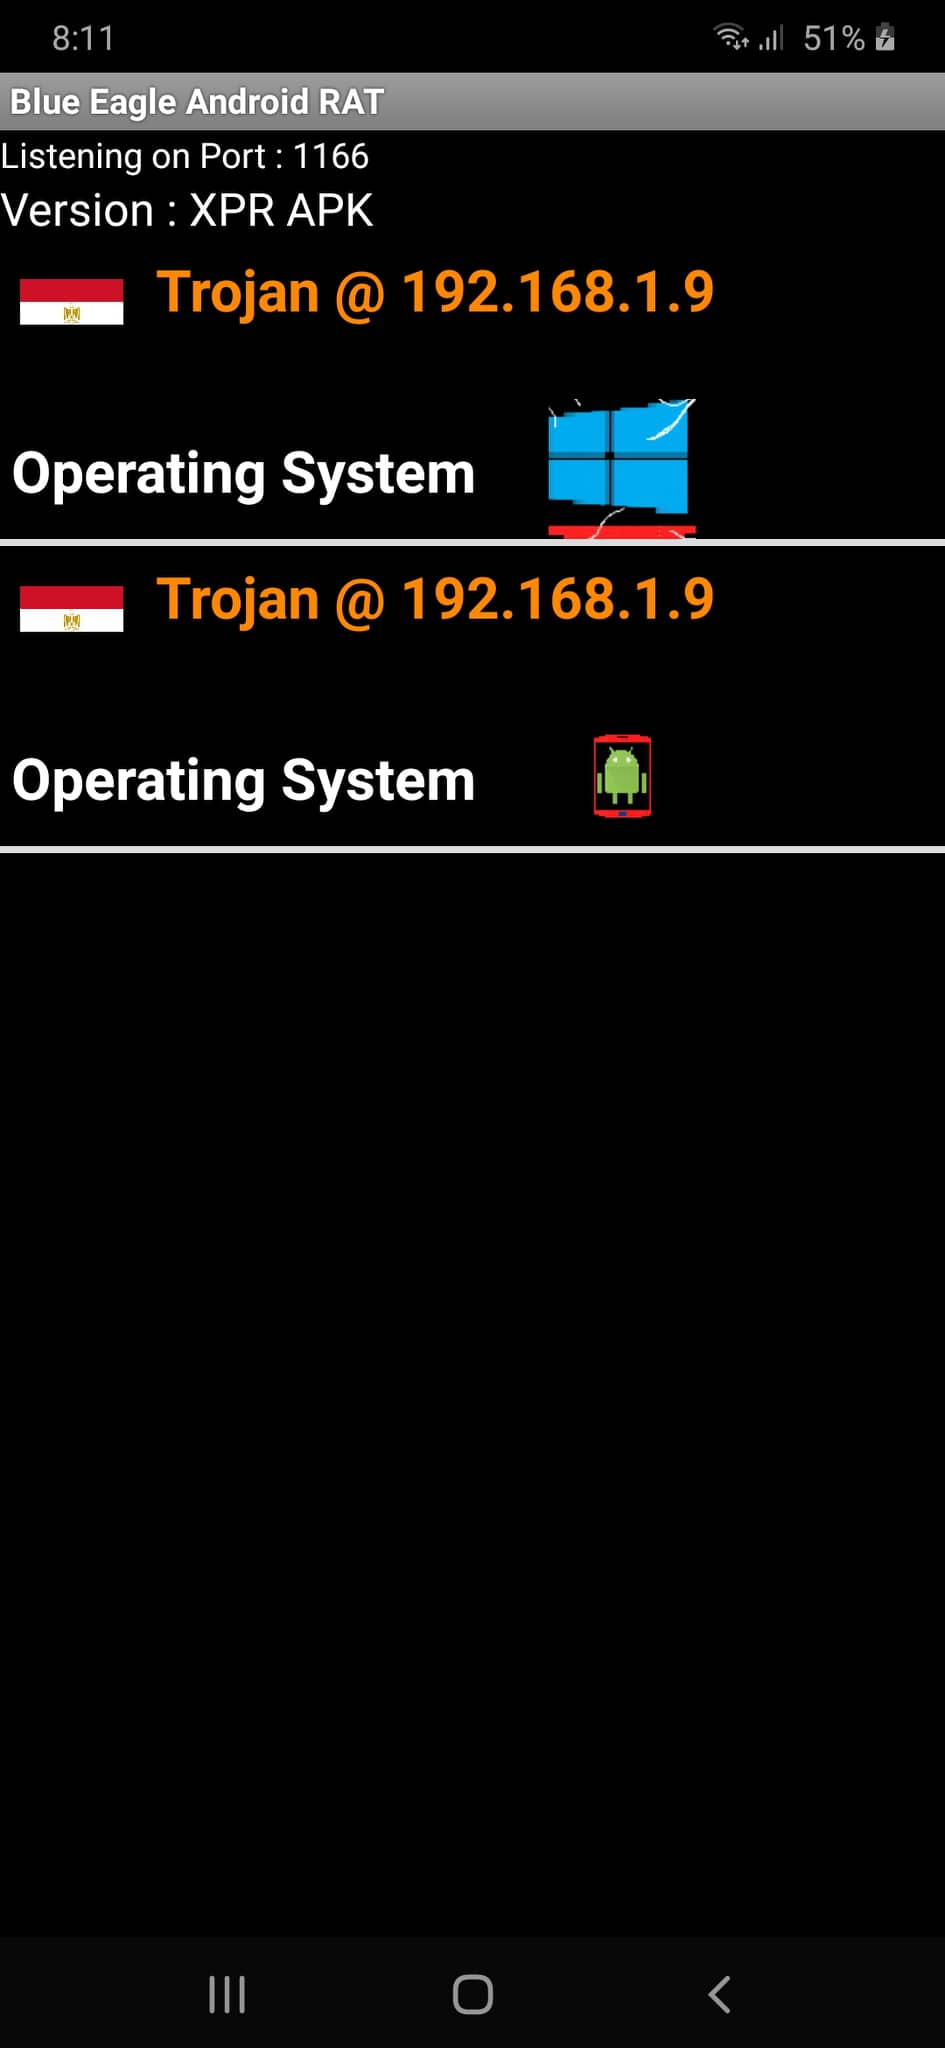 8:11
51%
Blue Eagle Android RAT
Listening on Port : 1166
Version : XPR APK
Trojan @ 192.168.1.9
Operating System
Trojan @ 192.168.1.9
Operating System